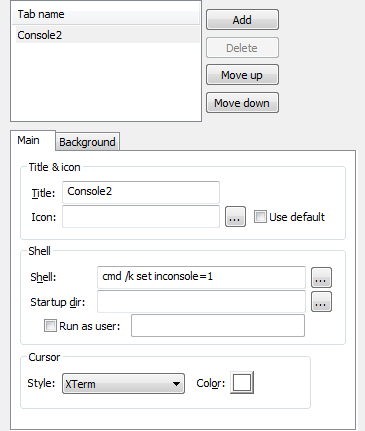 Tab name
Console2
Add
Delete
Move up
Move down
Main Background
Title & icon
Title: Console2
Icon: ... Use default
Shell
Shell: cmd /k set inconsole=1 ...
Startup dir: ...
Run as user:
Cursor
Style: XTerm Color: